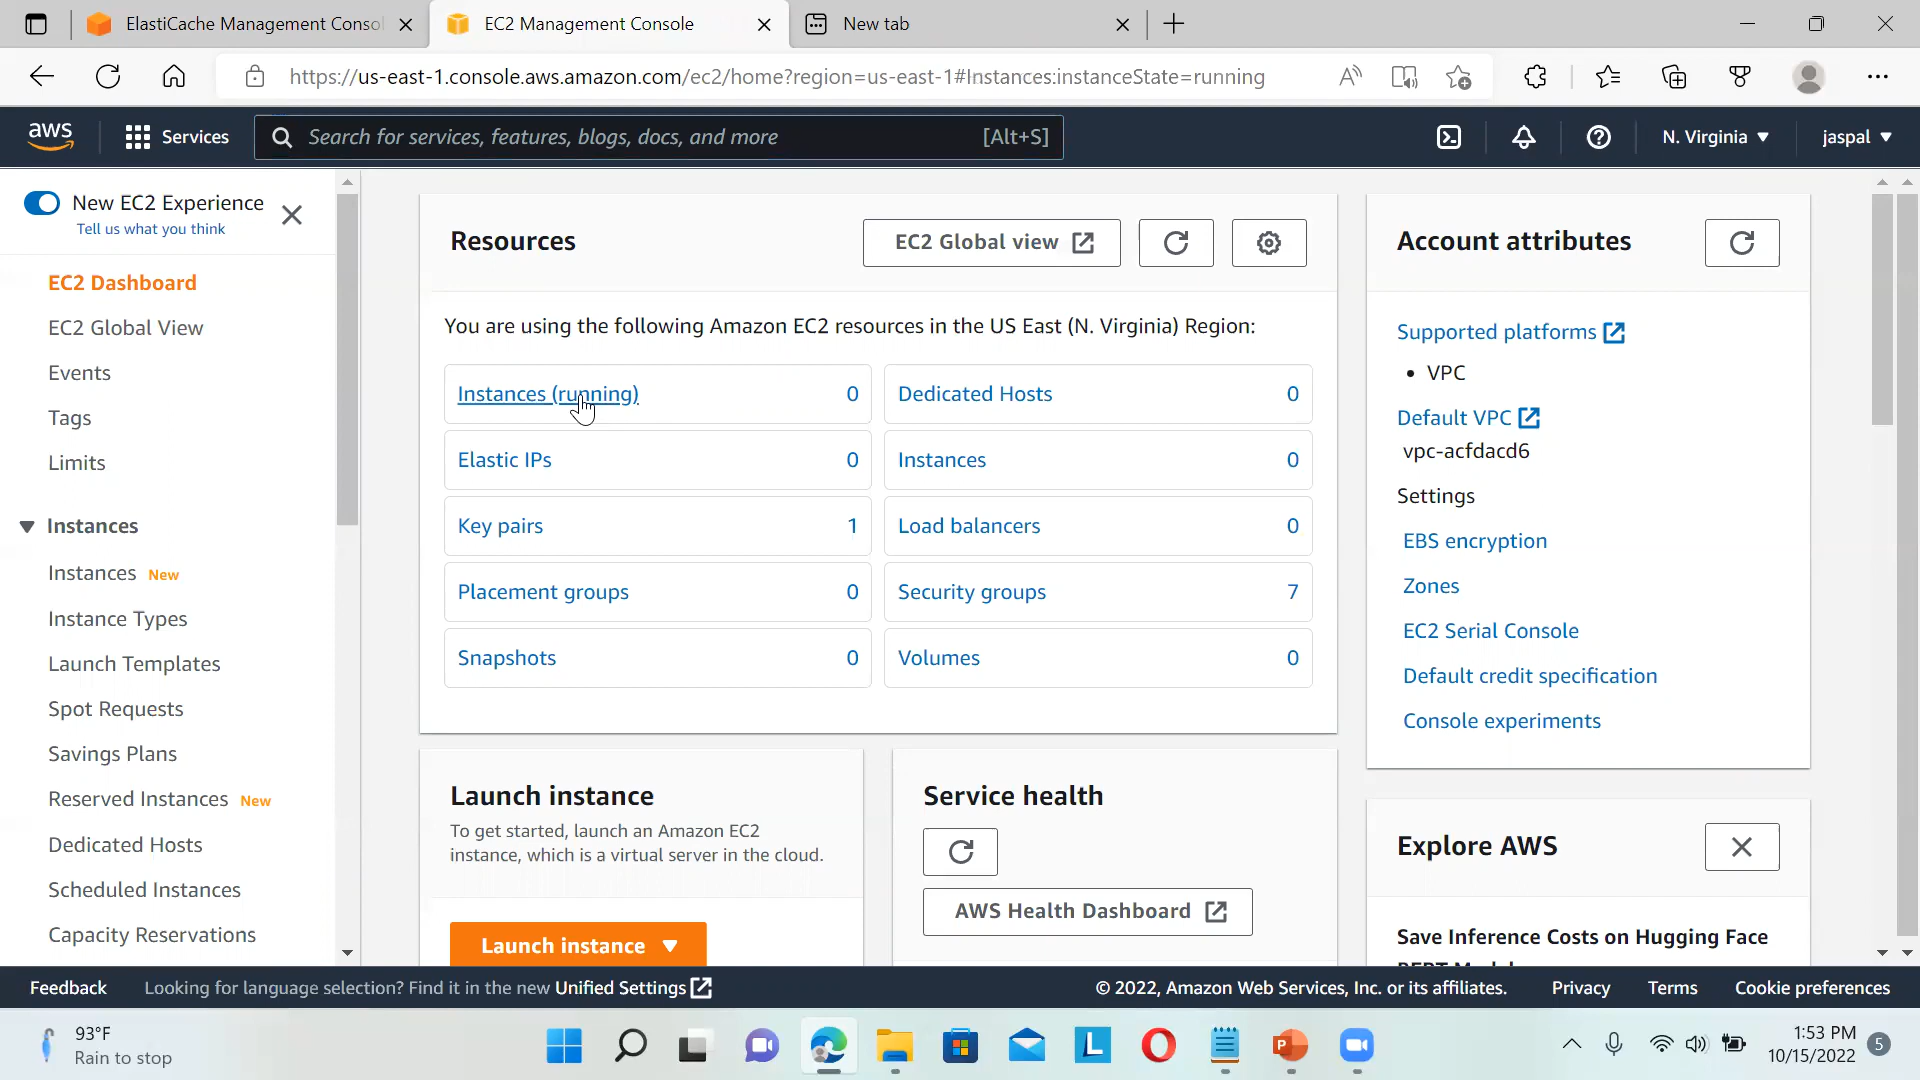 ElastiCache Management Conso
EC2 Management Console
New tab
https://us-east-1.console.aws.amazon.com/ec2/home?region=us-east-1#Instances:instanceState=running
aws
Services
Search for services, features, blogs, docs, and more
[Alt+S]
N. Virginia
jaspal
New EC2 Experience
Tell us what you think
EC2 Dashboard
EC2 Global View
Events
Tags
Limits
Instances
Instances New
Instance Types
Launch Templates
Spot Requests
Savings Plans
Reserved Instances New
Dedicated Hosts
Scheduled Instances
Capacity Reservations
Resources
EC2 Global view
You are using the following Amazon EC2 resources in the US East (N. Virginia) Region:
Instances (running) 0
Dedicated Hosts 0
Elastic IPs 0
Instances 0
Key pairs 1
Load balancers 0
Placement groups 0
Security groups 7
Snapshots 0
Volumes 0
Launch instance
To get started, launch an Amazon EC2
instance, which is a virtual server in the cloud.
Launch instance
Service health
AWS Health Dashboard
Account attributes
Supported platforms
• VPC
Default VPC
vpc-acfdacd6
Settings
EBS encryption
Zones
EC2 Serial Console
Default credit specification
Console experiments
Explore AWS
Save Inference Costs on Hugging Face
Feedback
Looking for language selection? Find it in the new Unified Settings
© 2022, Amazon Web Services, Inc. or its affiliates.
Privacy
Terms
Cookie preferences
93°F
Rain to stop
1:53 PM
10/15/2022
5